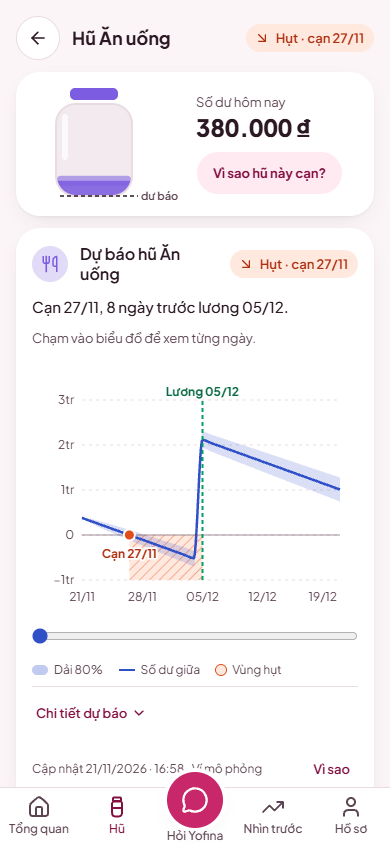 Hũ Ăn uống
Hụt · cạn 27/11
Số dư hôm nay
380.000 ₫
Vì sao hũ này cạn?
dự báo
Dự báo hũ Ăn
uống
Hụt · cạn 27/11
Cạn 27/11, 8 ngày trước lương 05/12.
Chạm vào biểu đồ để xem từng ngày.
Lương 05/12
3tr
2tr
1tr
0
Cạn 27/11
−1tr
21/11 28/11 05/12 12/12 19/12
Dải 80% Số dư giữa Vùng hụt
Chi tiết dự báo
Cập nhật 21/11/2026 · 16:58 Ví mô phỏng
Vì sao
Tổng quan Hũ Hỏi Yofina Nhìn trước Hồ sơ